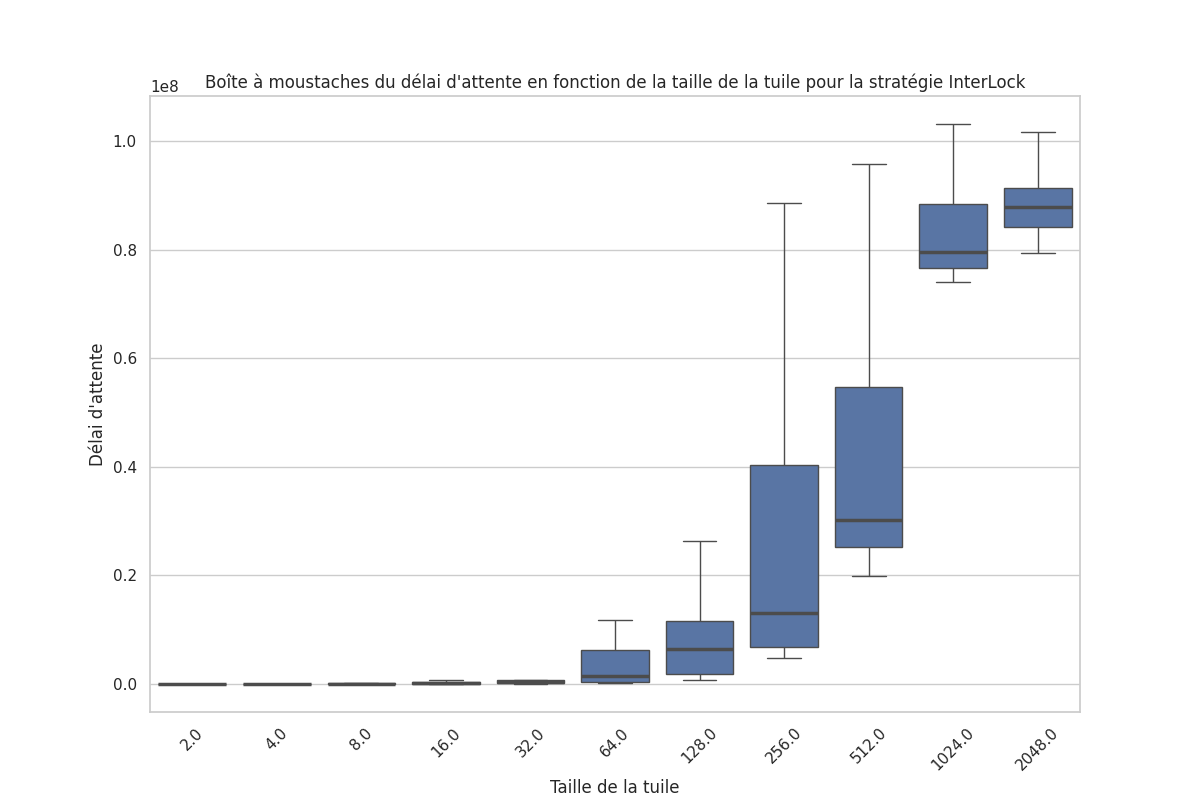 Boîte à moustaches du délai d'attente en fonction de la taille de la tuile pour la stratégie InterLock
1e8
1.0
0.8
0.6
0.4
0.2
0.0
Délai d'attente
2.0 4.0 8.0 16.0 32.0 64.0 128.0 256.0 512.0 1024.0 2048.0
Taille de la tuile